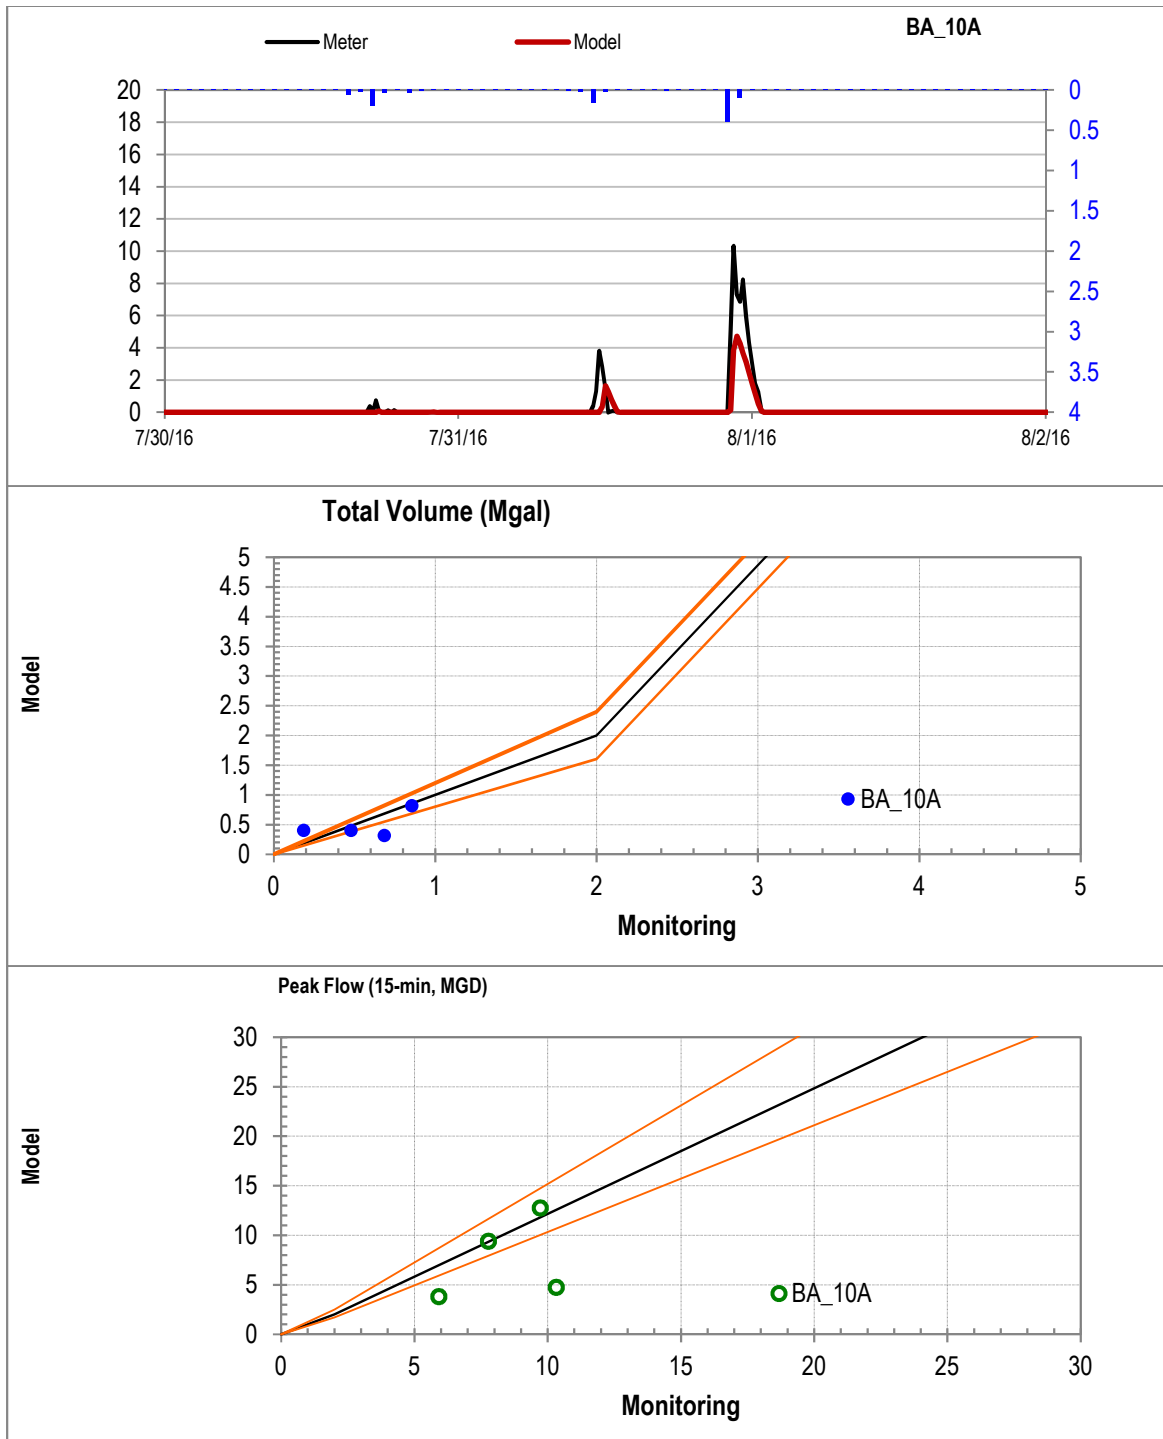 BA_10A
Meter Model
20 0
18 0.5
16 1
14 1.5
12
10 2
8 2.5
6 3
4
2 3.5
0 4
7/30/16 7/31/16 8/1/16 8/2/16
Total Volume (Mgal)
5
4.5
4
3.5
3
2.5
2
1.5
1
0.5
0
Model
BA_10A
0 1 2 3 4 5
Monitoring
Peak Flow (15-min, MGD)
30
25
20
15
10
5
0
Model
BA_10A
0 5 10 15 20 25 30
Monitoring